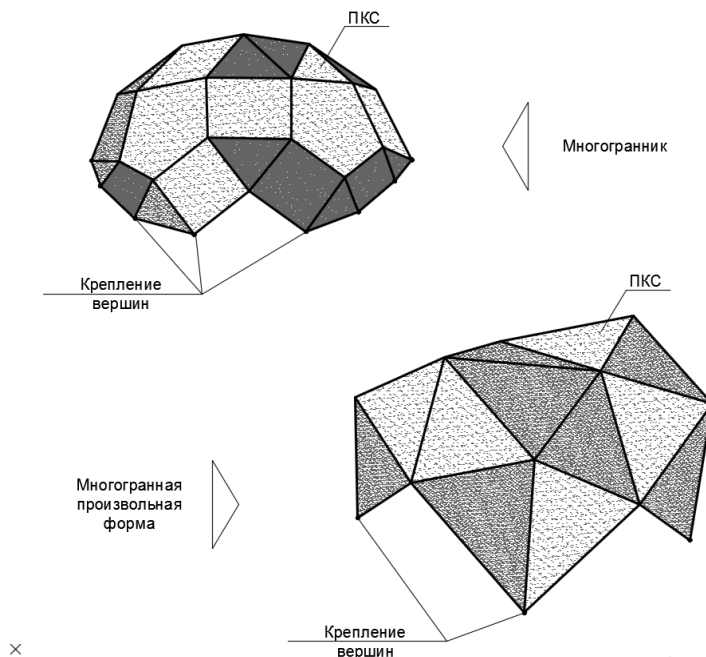 ПКС
Многогранник
Крепление
вершин
ПКС
Многогранная
произвольная
форма
Крепление
вершин